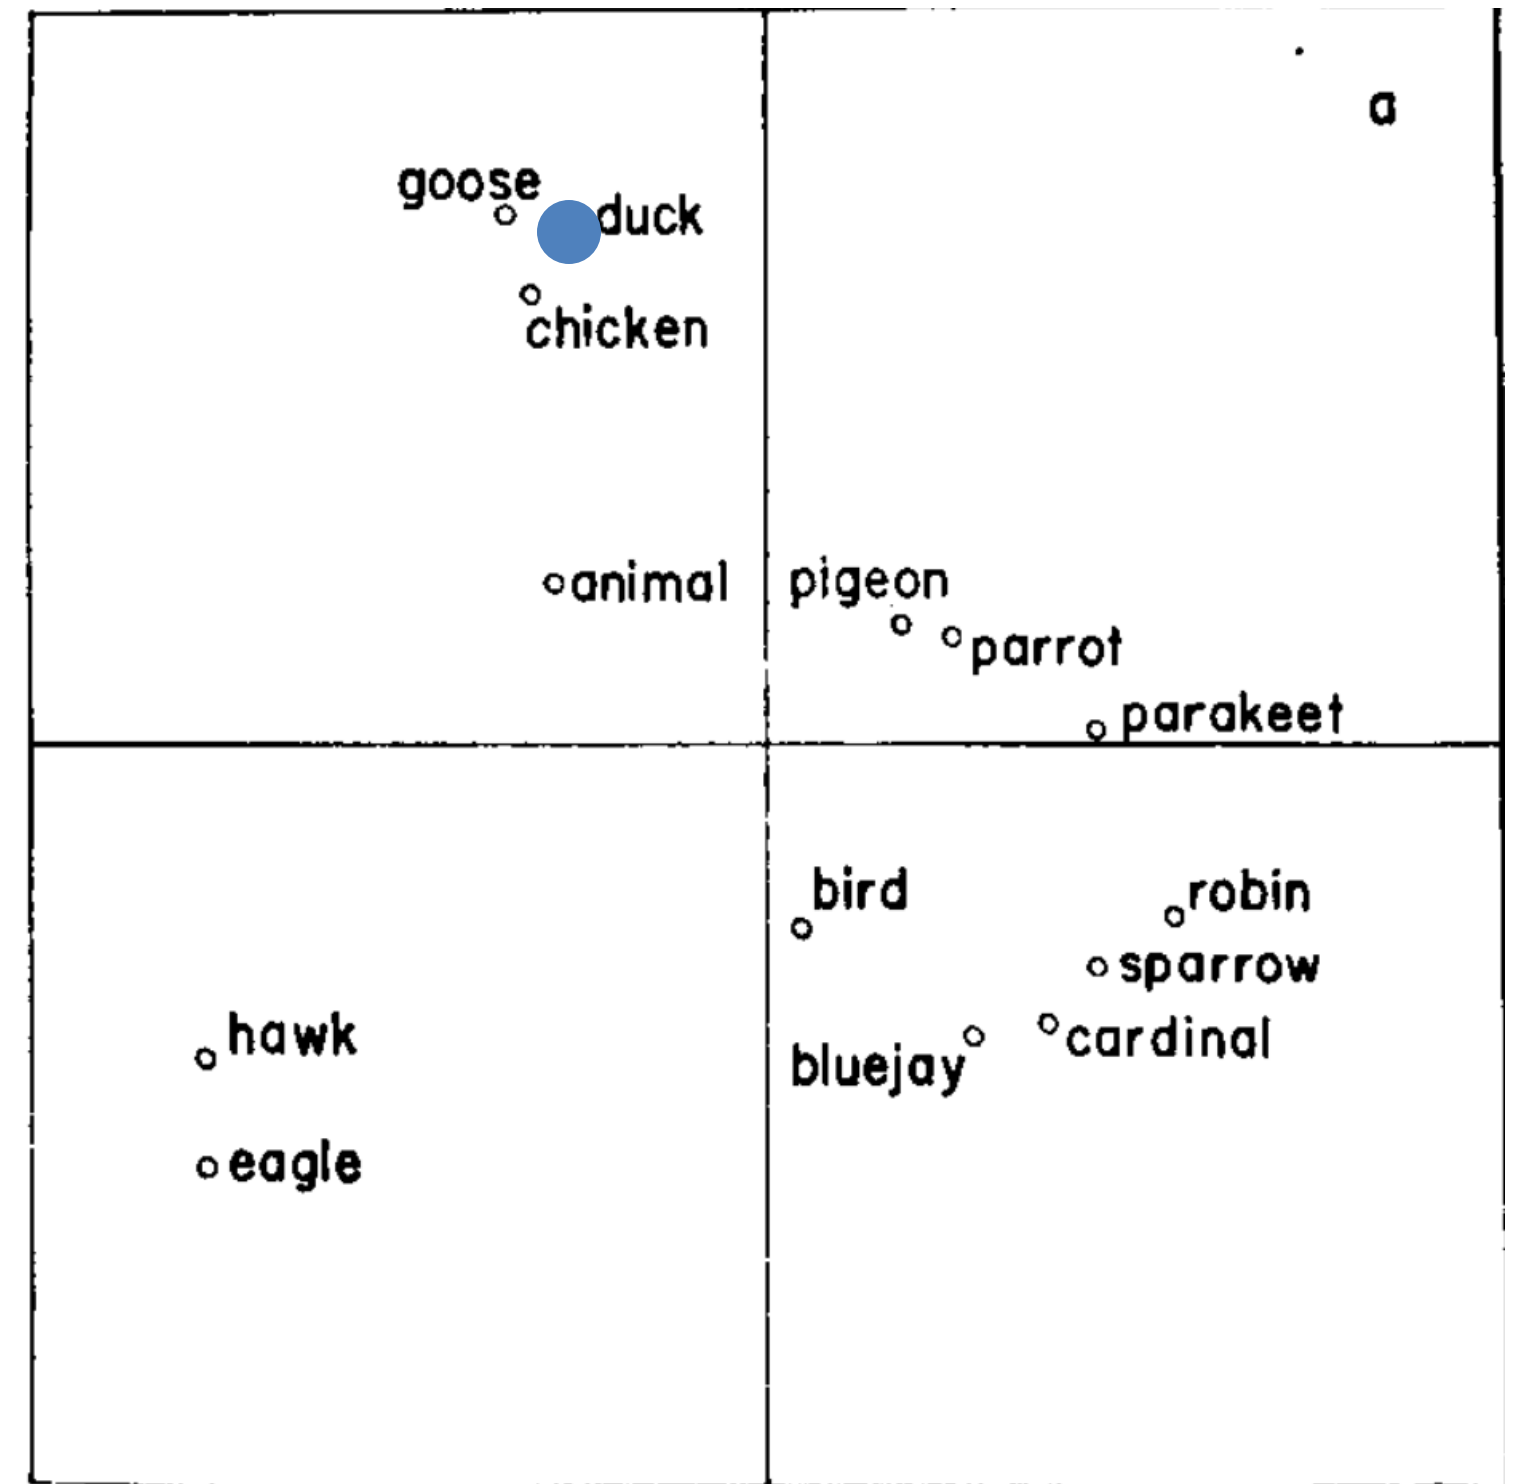 a
goose
duck
chicken
animal
pigeon
parrot
parakeet
bird
robin
sparrow
hawk
cardinal
bluejay
eagle